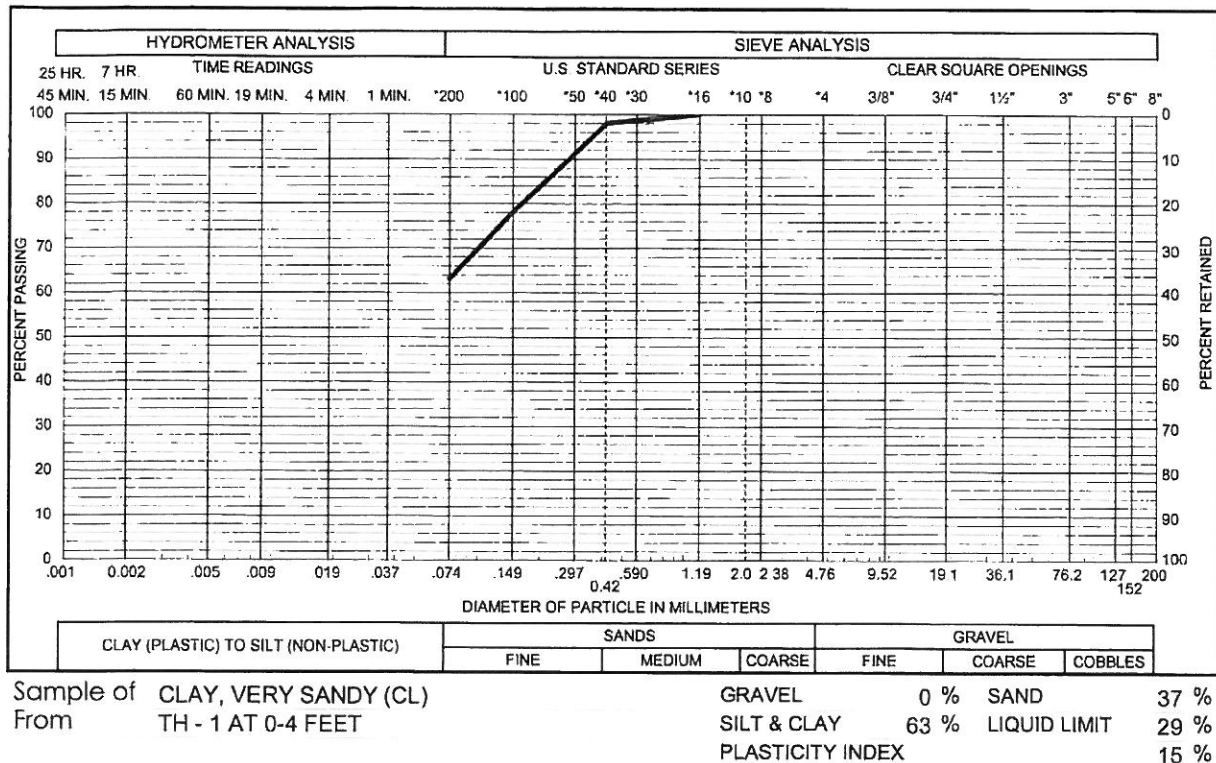 HYDROMETER ANALYSIS SIEVE ANALYSIS
25 HR. 7 HR. TIME READINGS U.S. STANDARD SERIES CLEAR SQUARE OPENINGS
45 MIN. 15 MIN. 60 MIN. 19 MIN. 4 MIN. 1 MIN. *200 *100 *50 *40 *30 *16 *10 *8 *4 3/8" 3/4" 1½" 3" 5" 6" 8"
100 0
90 10
80 20
70 30
60 40
50 50
40 60
30 70
20 80
10 90
0 100
PERCENT PASSING
PERCENT RETAINED
.001 0.002 .005 .009 .019 .037 .074 .149 .297 .590 1.19 2.0 2.38 4.76 9.52 19.1 36.1 76.2 127 200
0.42 152
DIAMETER OF PARTICLE IN MILLIMETERS
CLAY (PLASTIC) TO SILT (NON-PLASTIC) SANDS GRAVEL
FINE MEDIUM COARSE FINE COARSE COBBLES
Sample of CLAY, VERY SANDY (CL) GRAVEL 0 % SAND 37 %
From TH - 1 AT 0-4 FEET SILT & CLAY 63 % LIQUID LIMIT 29 %
PLASTICITY INDEX 15 %